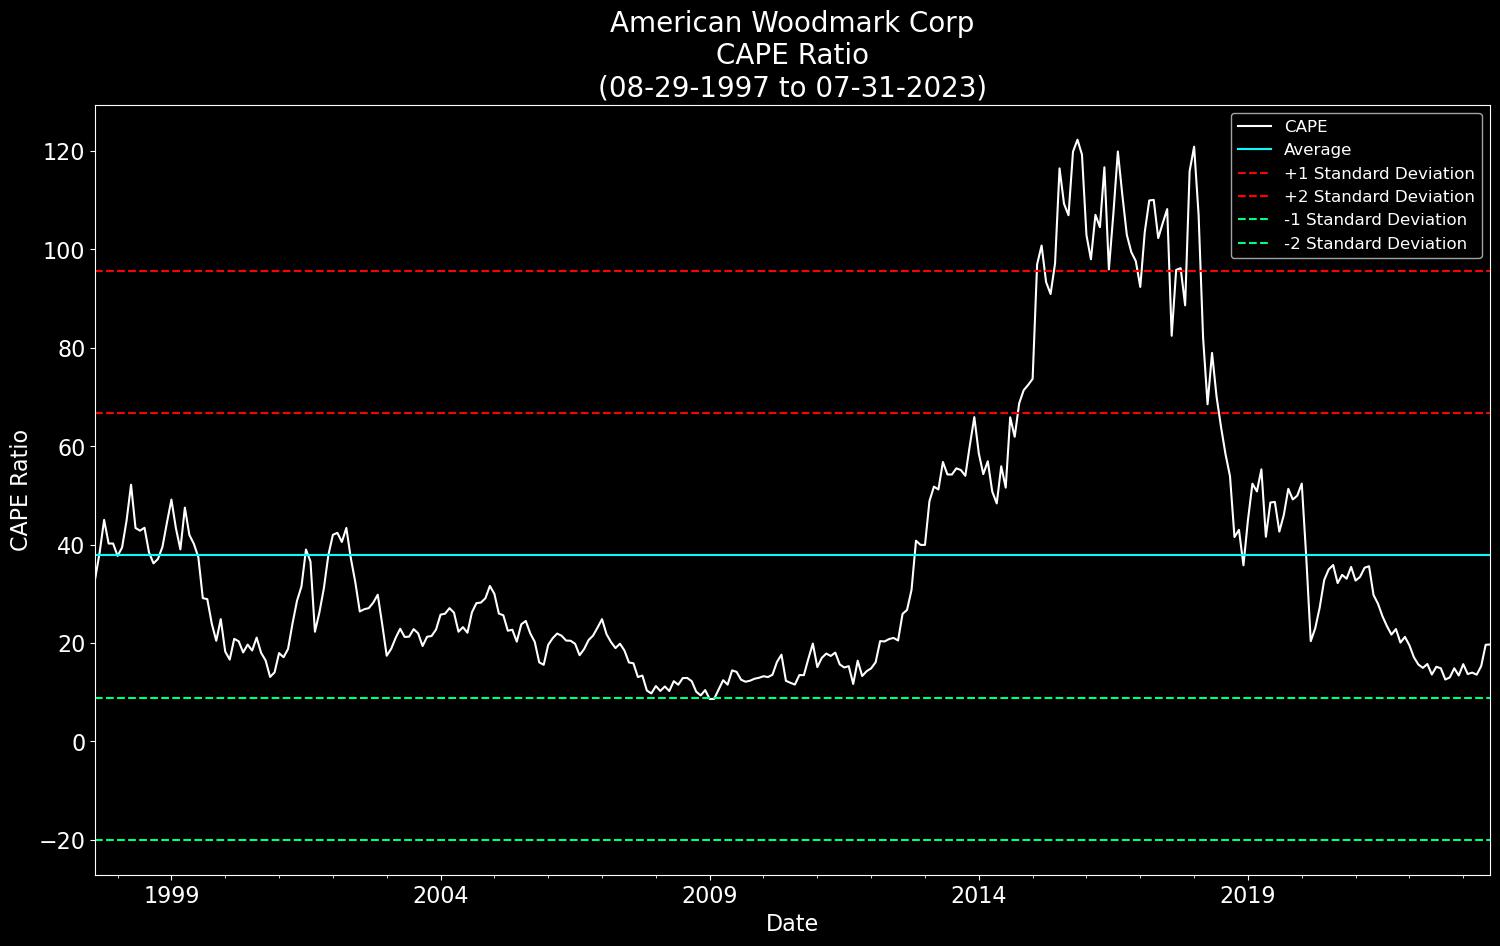 American Woodmark Corp
CAPE Ratio
(08-29-1997 to 07-31-2023)
CAPE
Average
+1 Standard Deviation
+2 Standard Deviation
-1 Standard Deviation
-2 Standard Deviation
CAPE Ratio
120
100
80
60
40
20
0
−20
1999
2004
2009
2014
2019
Date